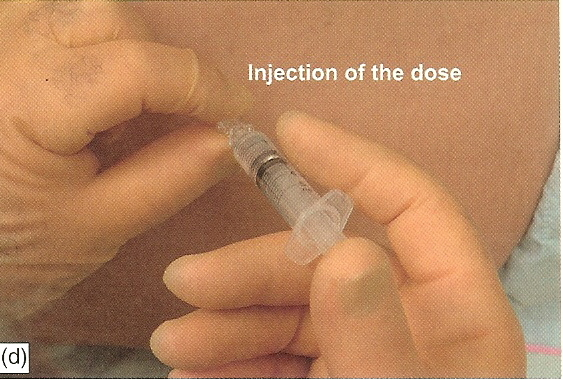 Injection of the dose
(d)